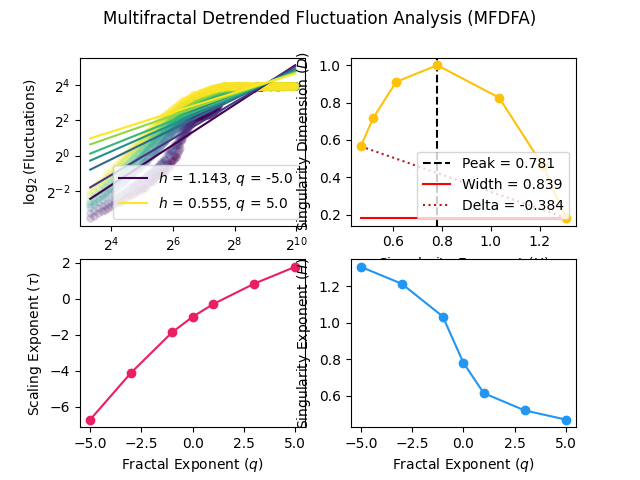 Multifractal Detrended Fluctuation Analysis (MFDFA)
log₂(Fluctuations)
2⁴
2²
2⁰
2⁻²
h = 1.143, q = -5.0
h = 0.555, q = 5.0
2⁴ 2⁶ 2⁸ 2¹⁰
Singularity Dimension (D)
1.0
0.8
0.6
0.4
0.2
Peak = 0.781
Width = 0.839
Delta = -0.384
0.6 0.8 1.0 1.2
Scaling Exponent (τ)
2
0
−2
−4
−6
−5.0 −2.5 0.0 2.5 5.0
Fractal Exponent (q)
Singularity Exponent (H)
1.2
1.0
0.8
0.6
−5.0 −2.5 0.0 2.5 5.0
Fractal Exponent (q)